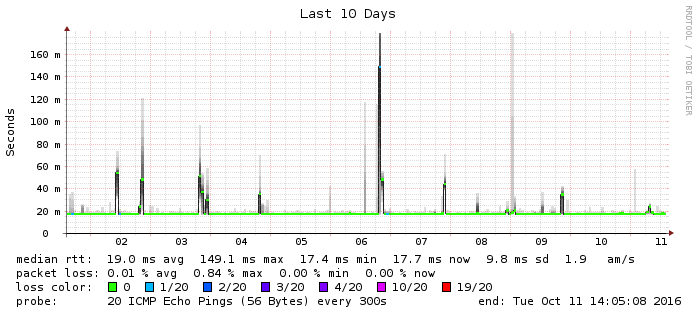 Last 10 Days
RRDTOOL / TOBI OETIKER
Seconds
160 m
140 m
120 m
100 m
80 m
60 m
40 m
20 m
0
02 03 04 05 06 07 08 09 10 11
median rtt: 19.0 ms avg 149.1 ms max 17.4 ms min 17.7 ms now 9.8 ms sd 1.9 am/s
packet loss: 0.01 % avg 0.84 % max 0.00 % min 0.00 % now
loss color: 0 1/20 2/20 3/20 4/20 10/20 19/20
probe: 20 ICMP Echo Pings (56 Bytes) every 300s end: Tue Oct 11 14:05:08 2016